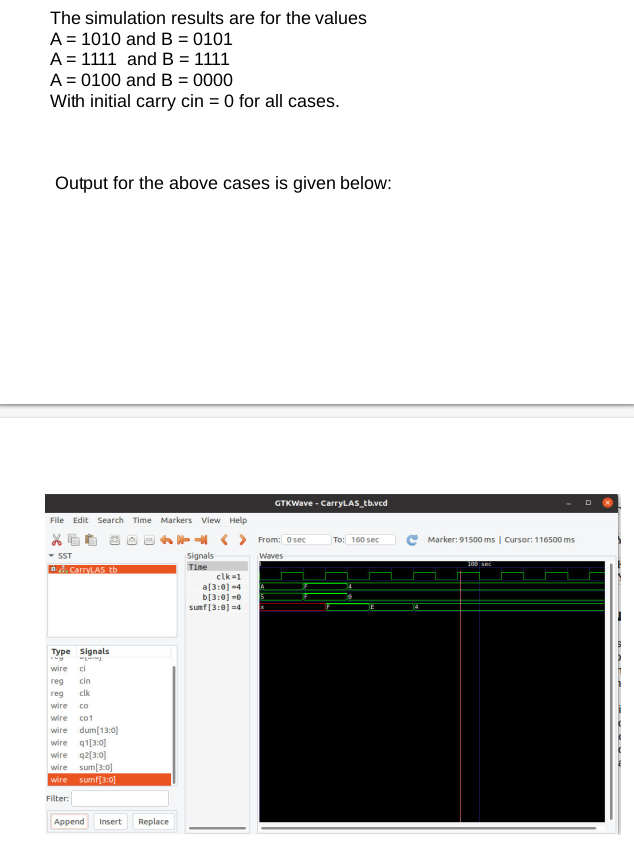 The simulation results are for the values
A = 1010 and B = 0101
A = 1111 and B = 1111
A = 0100 and B = 0000
With initial carry cin = 0 for all cases.
Output for the above cases is given below:
GTKWave - CarryLAS_tb.vcd
File Edit Search Time Markers View Help
From: 0 sec To: 160 sec Marker: 91500 ms | Cursor: 116500 ms
SST
CarryLAS_tb
Signals
Time
clk=1
a[3:0]=4
b[3:0]=0
sumf[3:0]=4
Waves
100 sec
A F 4
5 F 0
x F E 4
Type Signals
wire ci
reg cin
reg clk
wire co
wire co1
wire dum[13:0]
wire q1[3:0]
wire q2[3:0]
wire sum[3:0]
wire sumf[3:0]
Filter:
Append Insert Replace